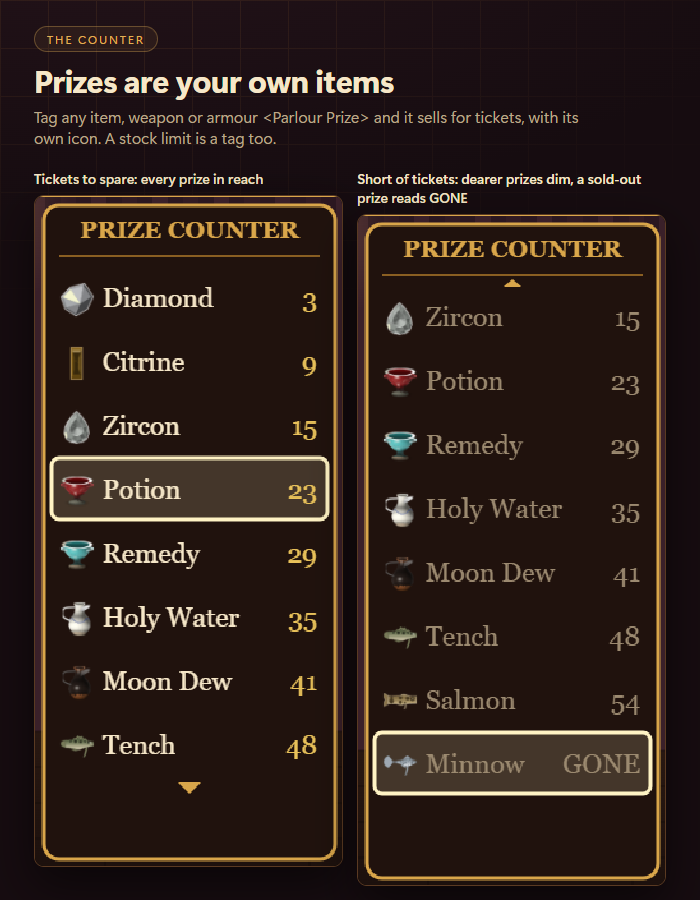 THE COUNTER
Prizes are your own items
Tag any item, weapon or armour <Parlour Prize> and it sells for tickets, with its
own icon. A stock limit is a tag too.
Tickets to spare: every prize in reach
PRIZE COUNTER
Diamond 3
Citrine 9
Zircon 15
Potion 23
Remedy 29
Holy Water 35
Moon Dew 41
Tench 48
Short of tickets: dearer prizes dim, a sold-out
prize reads GONE
PRIZE COUNTER
Zircon 15
Potion 23
Remedy 29
Holy Water 35
Moon Dew 41
Tench 48
Salmon 54
Minnow GONE